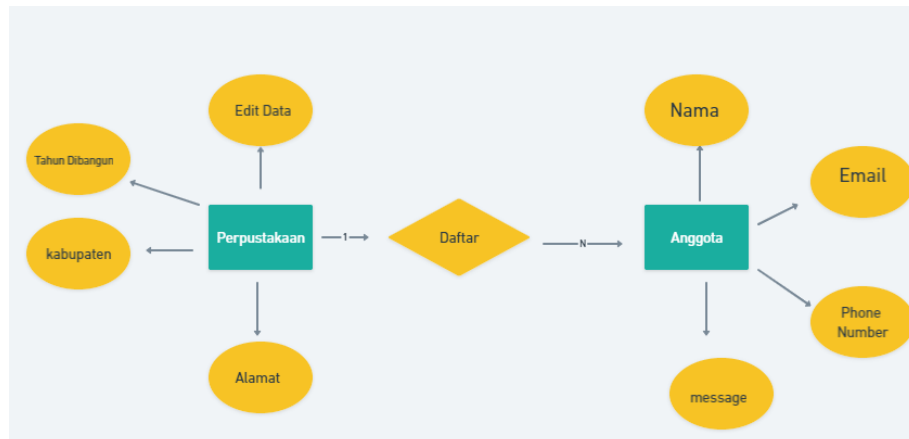 Edit Data
Nama
Tahun Dibangun
Email
Perpustakaan
1
Daftar
N
Anggota
kabupaten
Phone
Number
Alamat
message